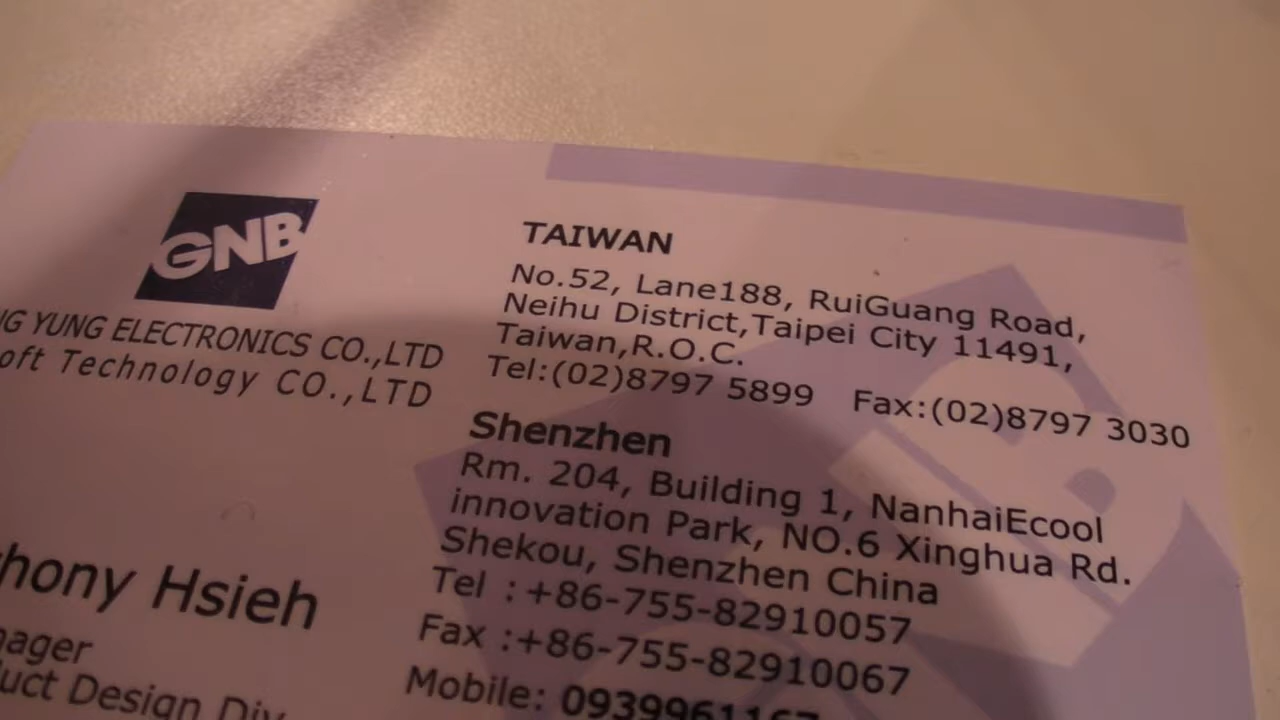 GNB
YUNG ELECTRONICS CO.,LTD
Technology CO.,LTD
Hsieh
Design
TAIWAN
No.52, Lane188, RuiGuang Road,
Neihu District,Taipei City 11491,
Taiwan,R.O.C.
Tel:(02)8797 5899 Fax:(02)8797 3030
Shenzhen
Rm. 204, Building 1, NanhaiEcool
innovation Park, NO.6 Xinghua Rd.
Shekou, Shenzhen China
Tel :+86-755-82910057
Fax :+86-755-82910067
Mobile: 0939961167